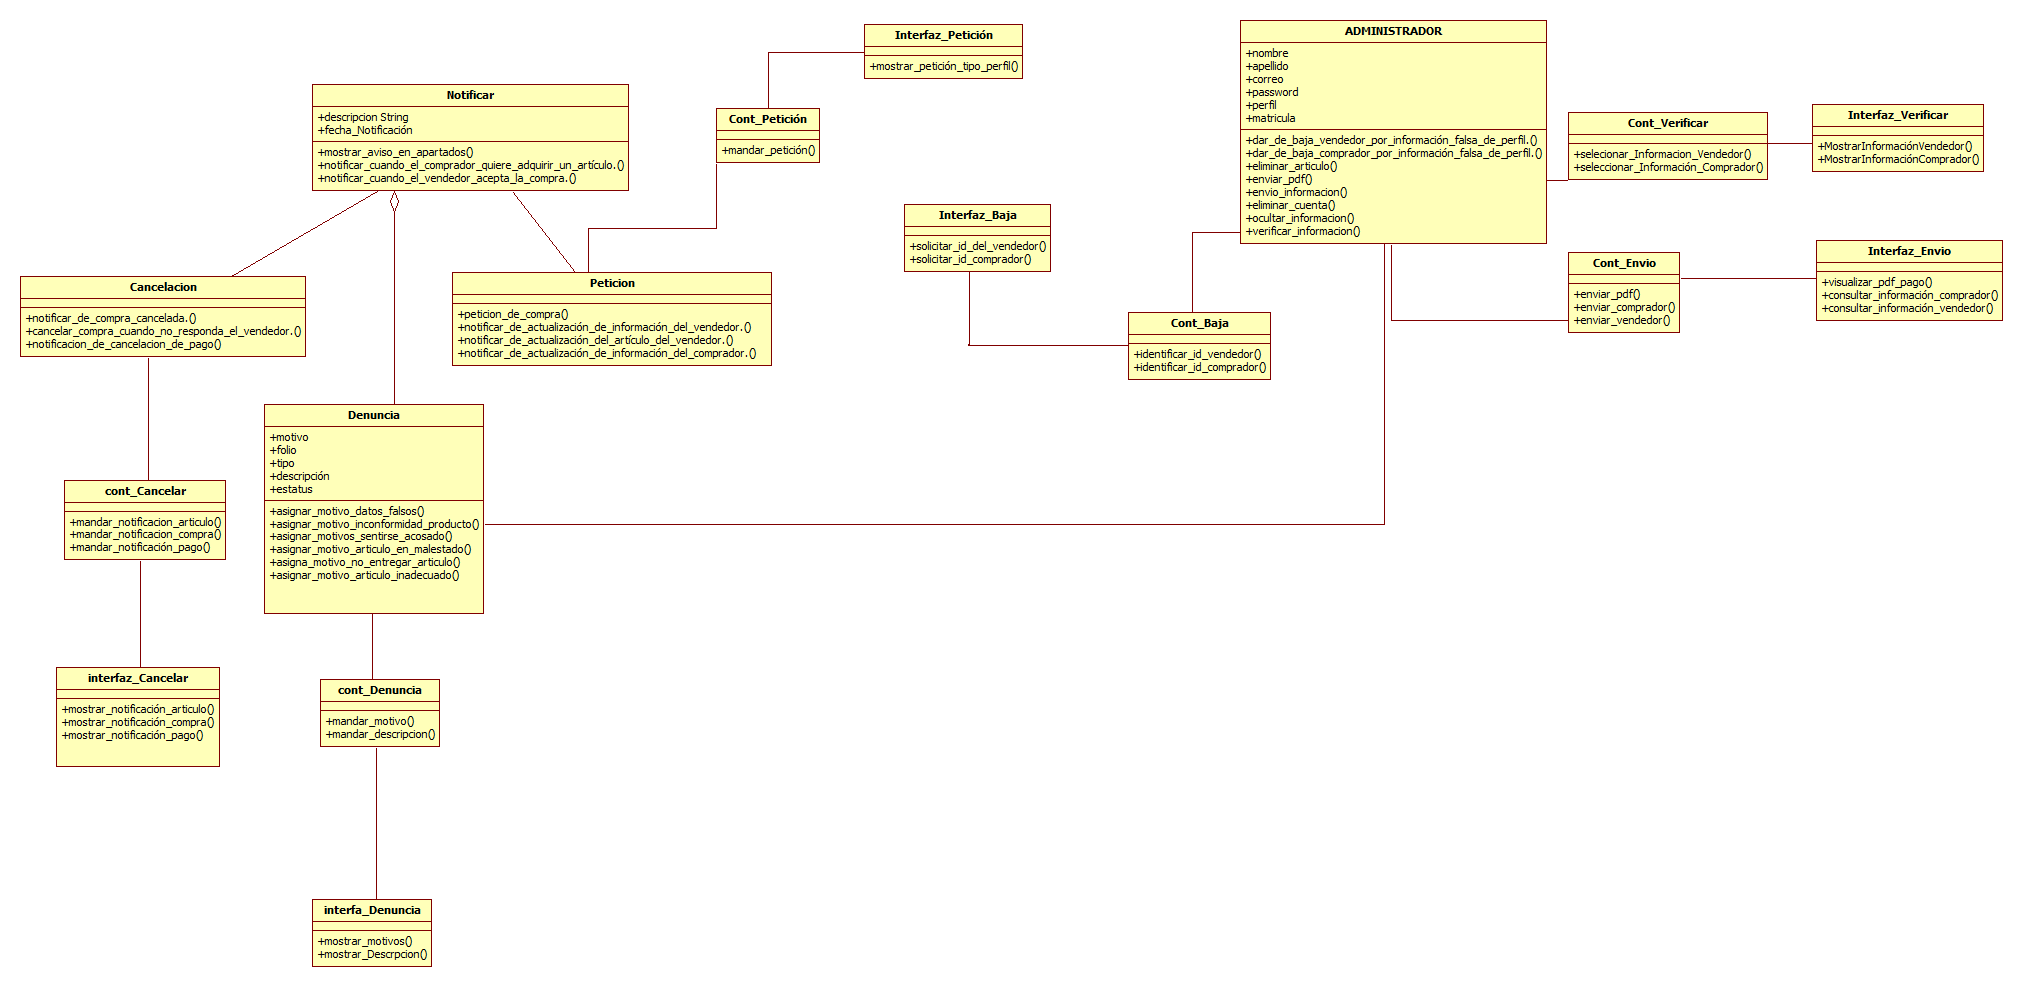 Interfaz_Petición
+mostrar_petición_tipo_perfil()
ADMINISTRADOR
+nombre
+apellido
+correo
+password
+perfil
+matricula
+dar_de_baja_vendedor_por_información_falsa_de_perfil.()
+dar_de_baja_comprador_por_información_falsa_de_perfil.()
+eliminar_articulo()
+enviar_pdf()
+envio_informacion()
+eliminar_cuenta()
+ocultar_informacion()
+verificar_informacion()
Notificar
+descripcion String
+fecha_Notificación
+mostrar_aviso_en_apartados()
+notificar_cuando_el_comprador_quiere_adquirir_un_artículo.()
+notificar_cuando_el_vendedor_acepta_la_compra.()
Cont_Petición
+mandar_petición()
Cont_Verificar
+selecionar_Informacion_Vendedor()
+seleccionar_Información_Comprador()
Interfaz_Verificar
+MostrarInformaciónVendedor()
+MostrarInformaciónComprador()
Interfaz_Baja
+solicitar_id_del_vendedor()
+solicitar_id_comprador()
Cont_Envio
+enviar_pdf()
+enviar_comprador()
+enviar_vendedor()
Interfaz_Envio
+visualizar_pdf_pago()
+consultar_información_comprador()
+consultar_información_vendedor()
Cancelacion
+notificar_de_compra_cancelada.()
+cancelar_compra_cuando_no_responda_el_vendedor.()
+notificacion_de_cancelacion_de_pago()
Peticion
+peticion_de_compra()
+notificar_de_actualización_de_información_del_vendedor.()
+notificar_de_actualización_del_artículo_del_vendedor.()
+notificar_de_actualización_de_información_del_comprador.()
Cont_Baja
+identificar_id_vendedor()
+identificar_id_comprador()
Denuncia
+motivo
+folio
+tipo
+descripción
+estatus
+asignar_motivo_datos_falsos()
+asignar_motivo_inconformidad_producto()
+asignar_motivos_sentirse_acosado()
+asignar_motivo_articulo_en_malestado()
+asigna_motivo_no_entregar_articulo()
+asignar_motivo_articulo_inadecuado()
cont_Cancelar
+mandar_notificacion_articulo()
+mandar_notificacion_compra()
+mandar_notificación_pago()
interfaz_Cancelar
+mostrar_notificación_articulo()
+mostrar_notificación_compra()
+mostrar_notificación_pago()
cont_Denuncia
+mandar_motivo()
+mandar_descripcion()
interfa_Denuncia
+mostrar_motivos()
+mostrar_Descrpcion()